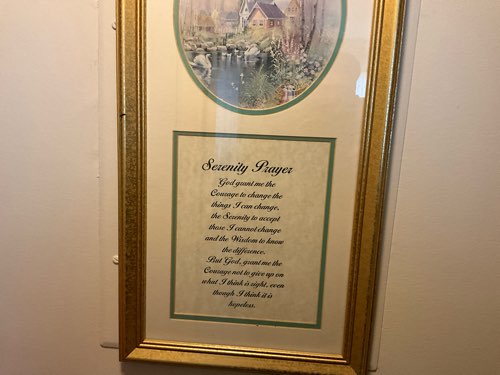 Serenity Prayer
God grant me the
Courage to change the
things I can change,
the Serenity to accept
those I cannot change
and the Wisdom to know
the difference.
But God, grant me the
Courage not to give up on
what I think is right, even
though I think it is
hopeless.